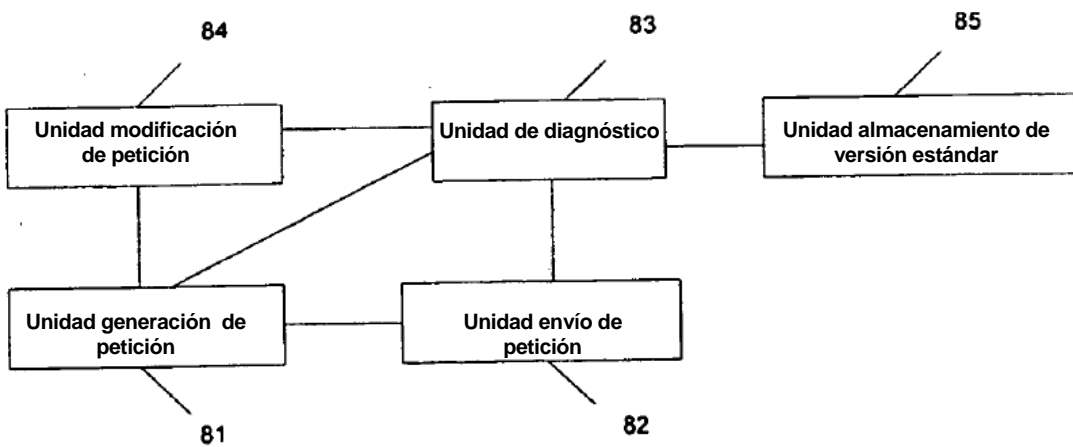 84
83
85
Unidad modificación
de petición
Unidad de diagnóstico
Unidad almacenamiento de
versión estándar
Unidad generación de
petición
Unidad envío de
petición
81
82